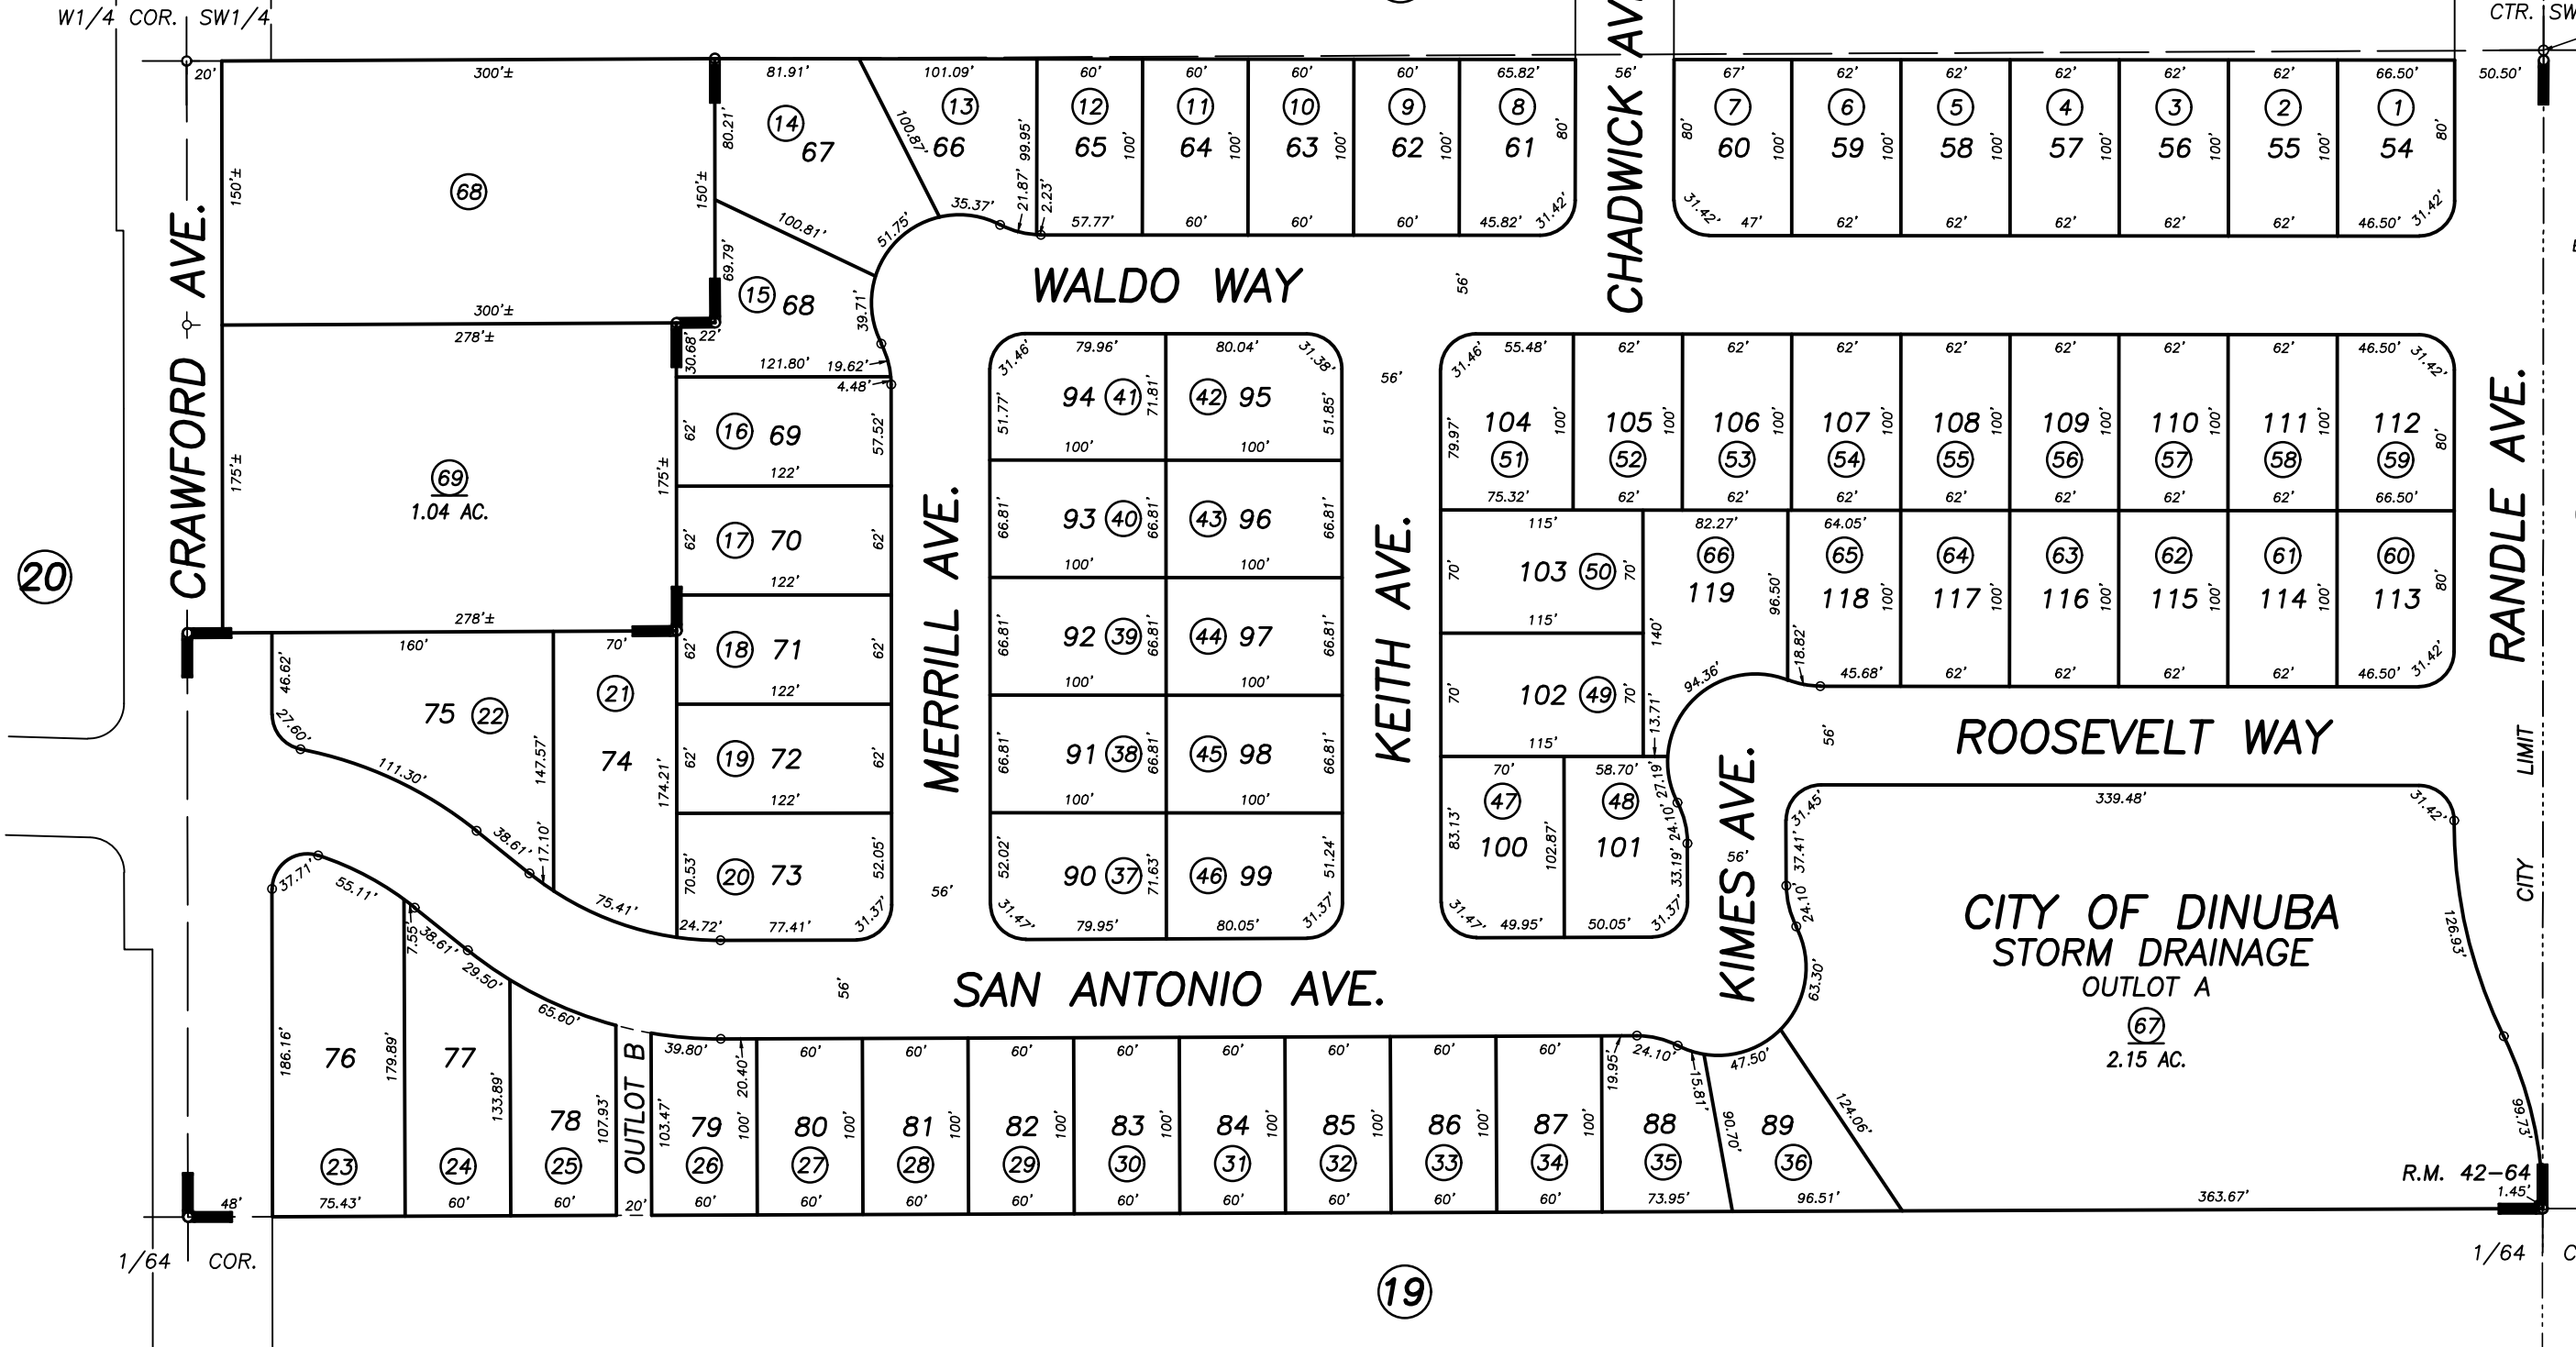 W1/4 COR. SW1/4
CTR. SW
20' 300'± 81.91' 101.09' 60' 60' 60' 60' 65.82' 56' 67' 62' 62' 62' 62' 62' 66.50' 50.50'
14 13 12 11 10 9 8 7 6 5 4 3 2 1
67 66 65 64 63 62 61 60 59 58 57 56 55 54
80.21' 100.87' 99.95' 100' 100' 100' 100' 80' 80' 100' 100' 100' 100' 100' 100' 80'
150'± 68 150'±
35.37' 21.87' 2.23' 57.77' 60' 60' 60' 45.82' 31.42' 31.42' 47' 62' 62' 62' 62' 62' 46.50' 31.42'
CHADWICK AV
100.81' 51.75'
69.79' 15 68 39.71'
WALDO WAY 56'
300'±
278'± 22' 30.68' 121.80' 19.62' 4.48'
CRAWFORD AVE.
175'± 69 175'±
1.04 AC.
278'±
20
62' 16 69 57.52'
122'
62' 17 70 62'
122'
62' 18 71 62'
122'
62' 19 72 62'
122'
70.53' 20 73 52.05'
24.72' 77.41' 31.37'
MERRILL AVE.
56'
31.46' 79.96' 80.04' 31.38'
51.77' 94 41 71.81' 42 95 51.85'
100' 100'
66.81' 93 40 66.81' 43 96 66.81'
100' 100'
66.81' 92 39 66.81' 44 97 66.81'
100' 100'
66.81' 91 38 66.81' 45 98 66.81'
100' 100'
52.02' 90 37 71.63' 46 99 51.24'
31.47' 79.95' 80.05' 31.37'
56'
KEITH AVE.
31.46' 55.48' 62' 62' 62' 62' 62' 62' 62' 46.50' 31.42'
104 105 106 107 108 109 110 111 112
79.97' 100' 100' 100' 100' 100' 100' 100' 100' 80'
51 52 53 54 55 56 57 58 59
75.32' 62' 62' 62' 62' 62' 62' 62' 66.50'
115' 82.27' 64.05'
66 65 64 63 62 61 60
70' 103 50 70' 119 96.50' 118 100' 117 100' 116 100' 115 100' 114 100' 113 80'
115' 140' 18.82'
94.36' 45.68' 62' 62' 62' 62' 46.50' 31.42'
70' 102 49 70' 13.71'
115'
RANDLE AVE.
56' ROOSEVELT WAY
70' 58.70' 27.19'
47 48 24.10'
83.13' 100 102.87' 101 33.19'
31.47' 49.95' 50.05' 31.37'
KIMES AVE.
56'
160' 70'
46.62' 75 22 21
27.60' 111.30' 147.57' 74 174.21'
38.61' 17.10' 75.41'
37.71' 55.11' 7.55' 38.61' 29.50' 65.60'
SAN ANTONIO AVE. 56'
31.45' 339.48' 31.42'
37.41'
24.10'
63.30'
CITY OF DINUBA
STORM DRAINAGE
OUTLOT A
67
2.15 AC.
126.93'
99.73'
CITY LIMIT
186.16' 76 179.89' 77 133.89' 78 107.93' OUTLOT B 103.47'
39.80' 20.40' 60' 60' 60' 60' 60' 60' 60' 60' 19.95' 24.10' 15.81' 47.50'
79 100' 80 100' 81 100' 82 100' 83 100' 84 100' 85 100' 86 100' 87 100' 88 90.70' 89 124.06'
23 24 25 26 27 28 29 30 31 32 33 34 35 36
R.M. 42-64
48' 75.43' 60' 60' 20' 60' 60' 60' 60' 60' 60' 60' 60' 60' 73.95' 96.51' 363.67' 1.45'
1/64 COR.
1/64 C
19